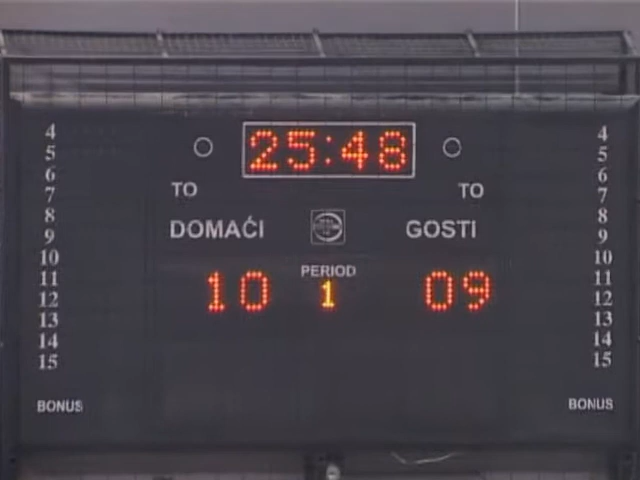 25:48
TO TO
DOMAĆI GOSTI
PERIOD
10 1 09
4 4
5 5
6 6
7 7
8 8
9 9
10 10
11 11
12 12
13 13
14 14
15 15
BONUS BONUS